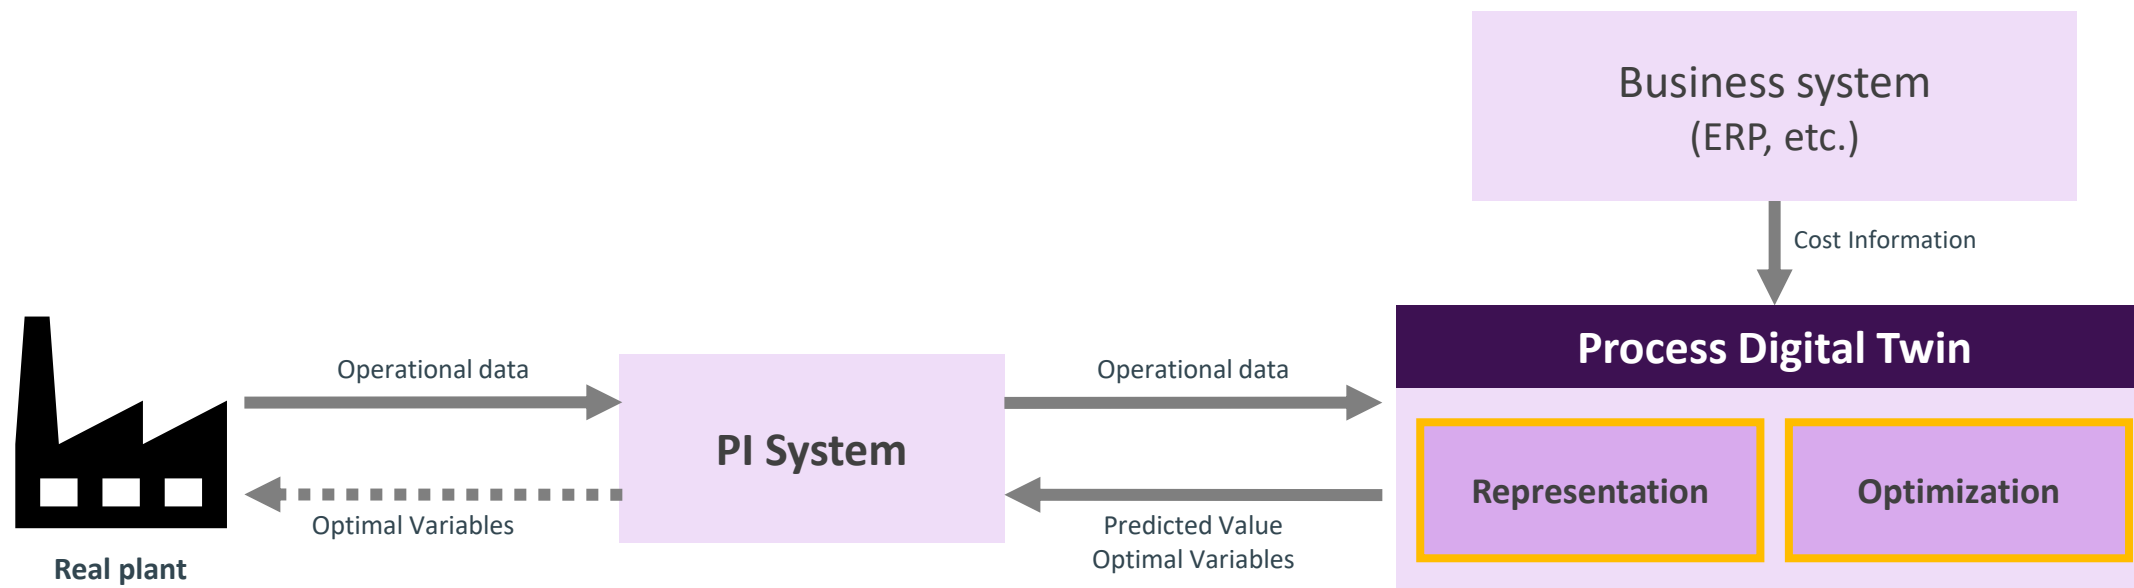 Business system
(ERP, etc.)
Cost Information
Process Digital Twin
Operational data
Operational data
PI System
Representation
Optimization
Optimal Variables
Predicted Value
Optimal Variables
Real plant